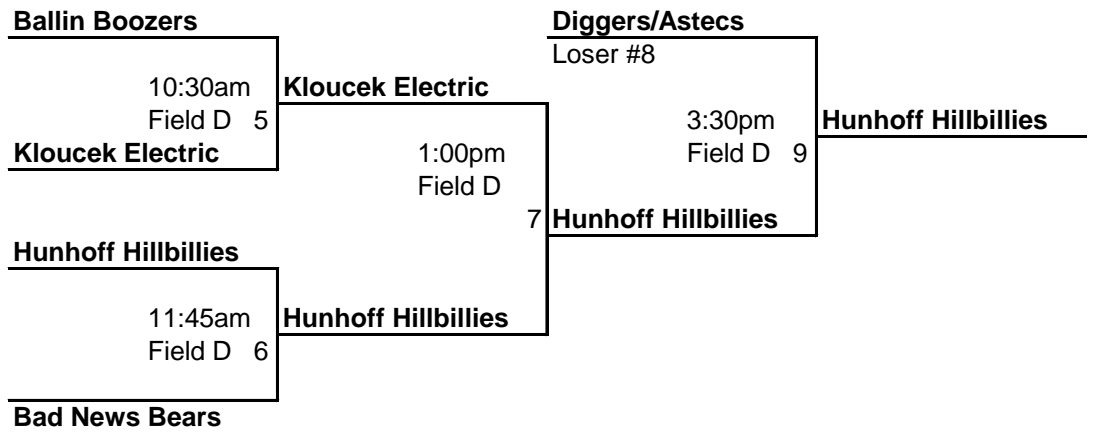 Ballin Boozers
Diggers/Astecs
Loser #8
10:30am
Kloucek Electric
Field D 5
3:30pm
Hunhoff Hillbillies
Kloucek Electric
1:00pm
Field D 9
Field D
7
Hunhoff Hillbillies
Hunhoff Hillbillies
11:45am
Hunhoff Hillbillies
Field D 6
Bad News Bears